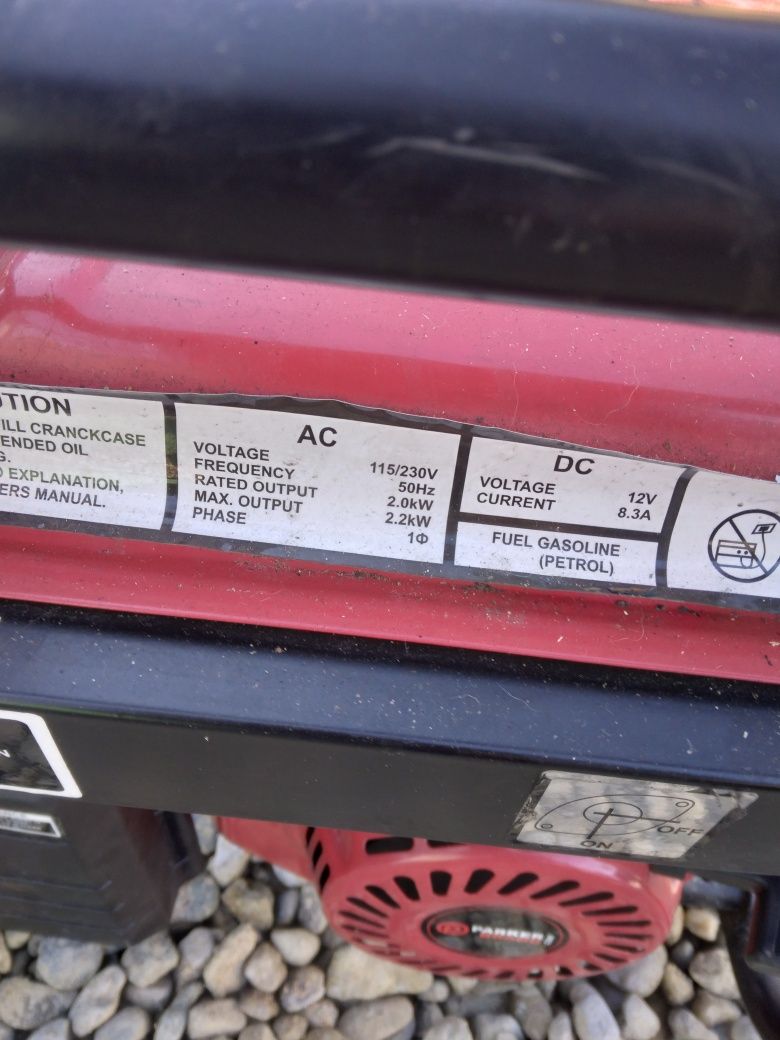 UTION
ILL CRANCKCASE
ENDED OIL
G.
EXPLANATION,
ERS MANUAL.
AC
VOLTAGE 115/230V
FREQUENCY 50Hz
RATED OUTPUT 2.0kW
MAX. OUTPUT 2.2kW
PHASE 1Φ
DC
VOLTAGE 12V
CURRENT 8.3A
FUEL GASOLINE
(PETROL)
OFF
ON
PARKER